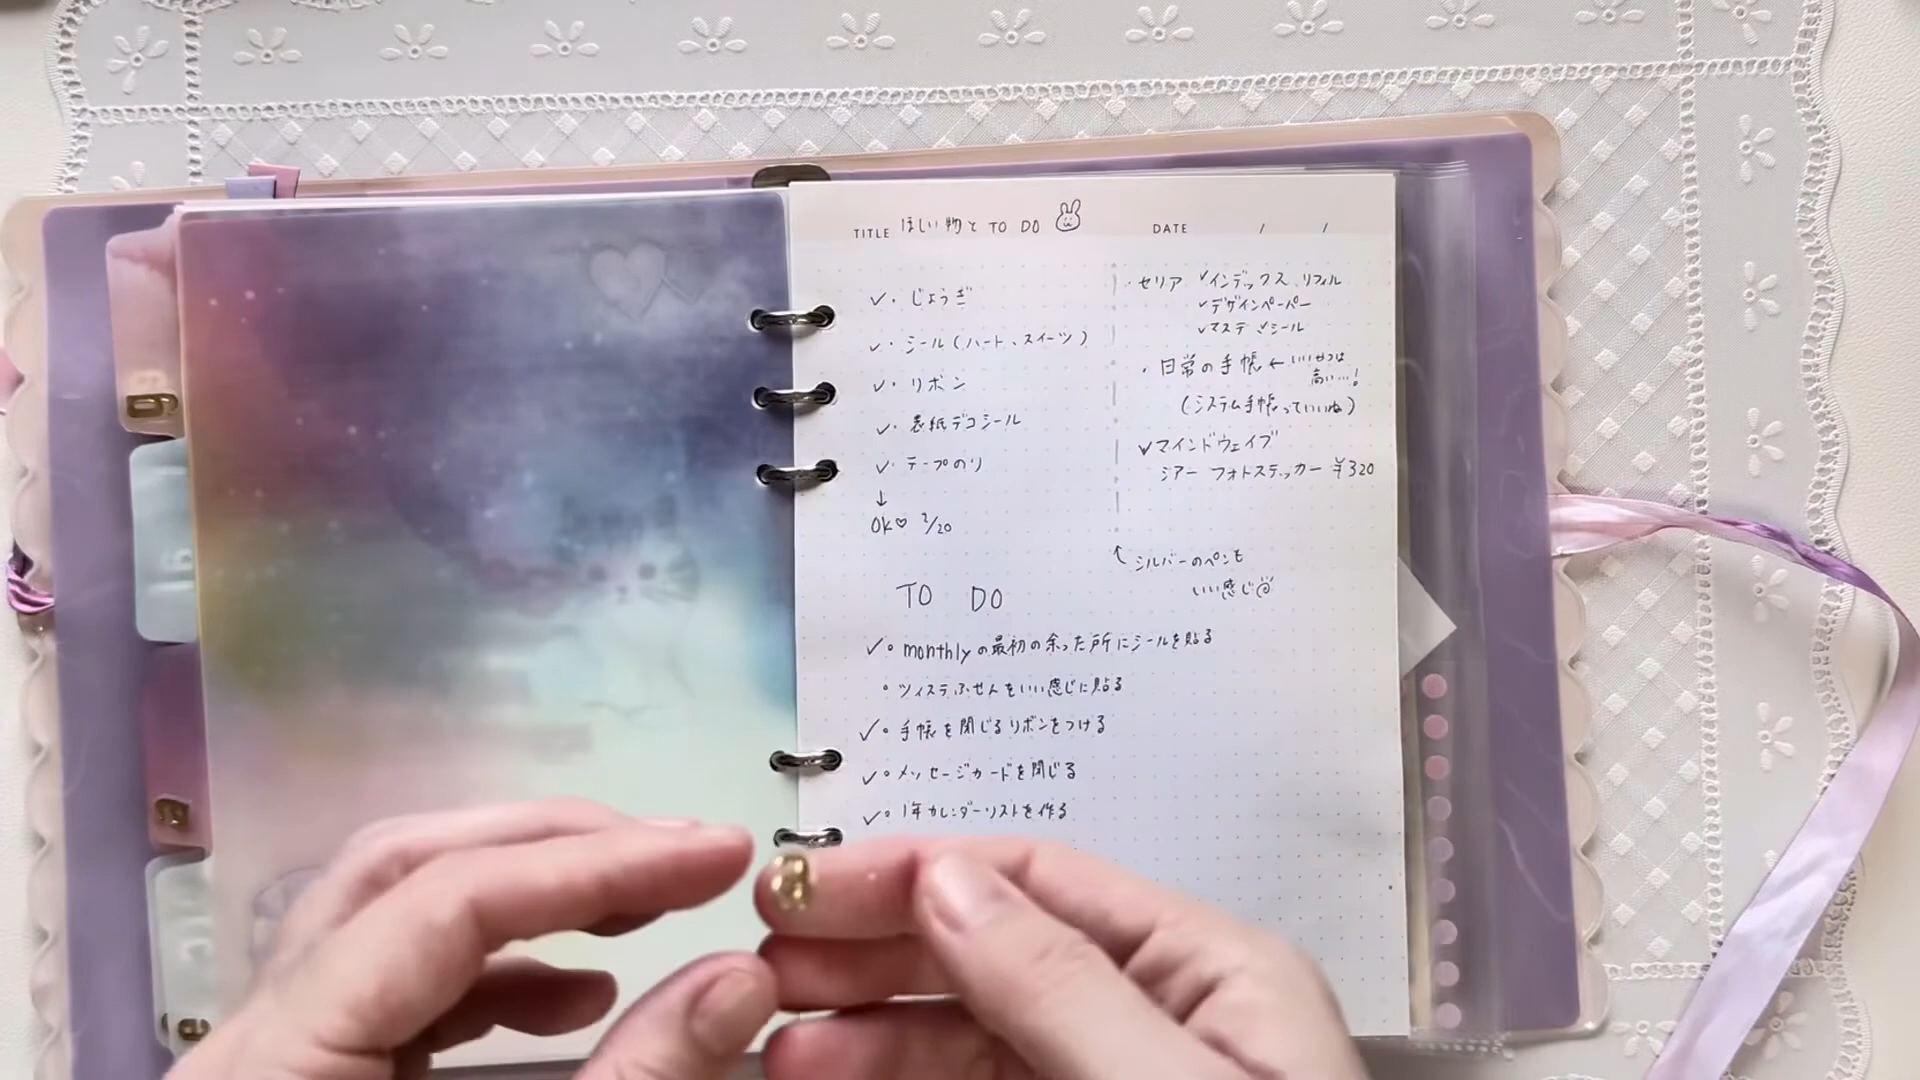 TITLE ほしい物と TO DO
DATE / /
✓・じょうぎ
✓・シール(ハート、スイーツ)
✓・リボン
✓・表紙デコシール
✓・テープのり
↓
OK♡ 2/20
・セリア ✓インデックス、リフィル
✓デザインペーパー
✓マステ ✓シール
・日常の手帳 ←いいやつは
高い…!
(システム手帳っていいね)
✓マインドウェイブ
シアーフォトステッカー ¥320
↑シルバーのペンも
いい感じ
TO DO
✓○monthlyの最初の余った所にシールを貼る
○ツイステふせんをいい感じに貼る
✓○手帳を閉じるリボンをつける
✓○メッセージカードを閉じる
✓○1年カレンダーリストを作る